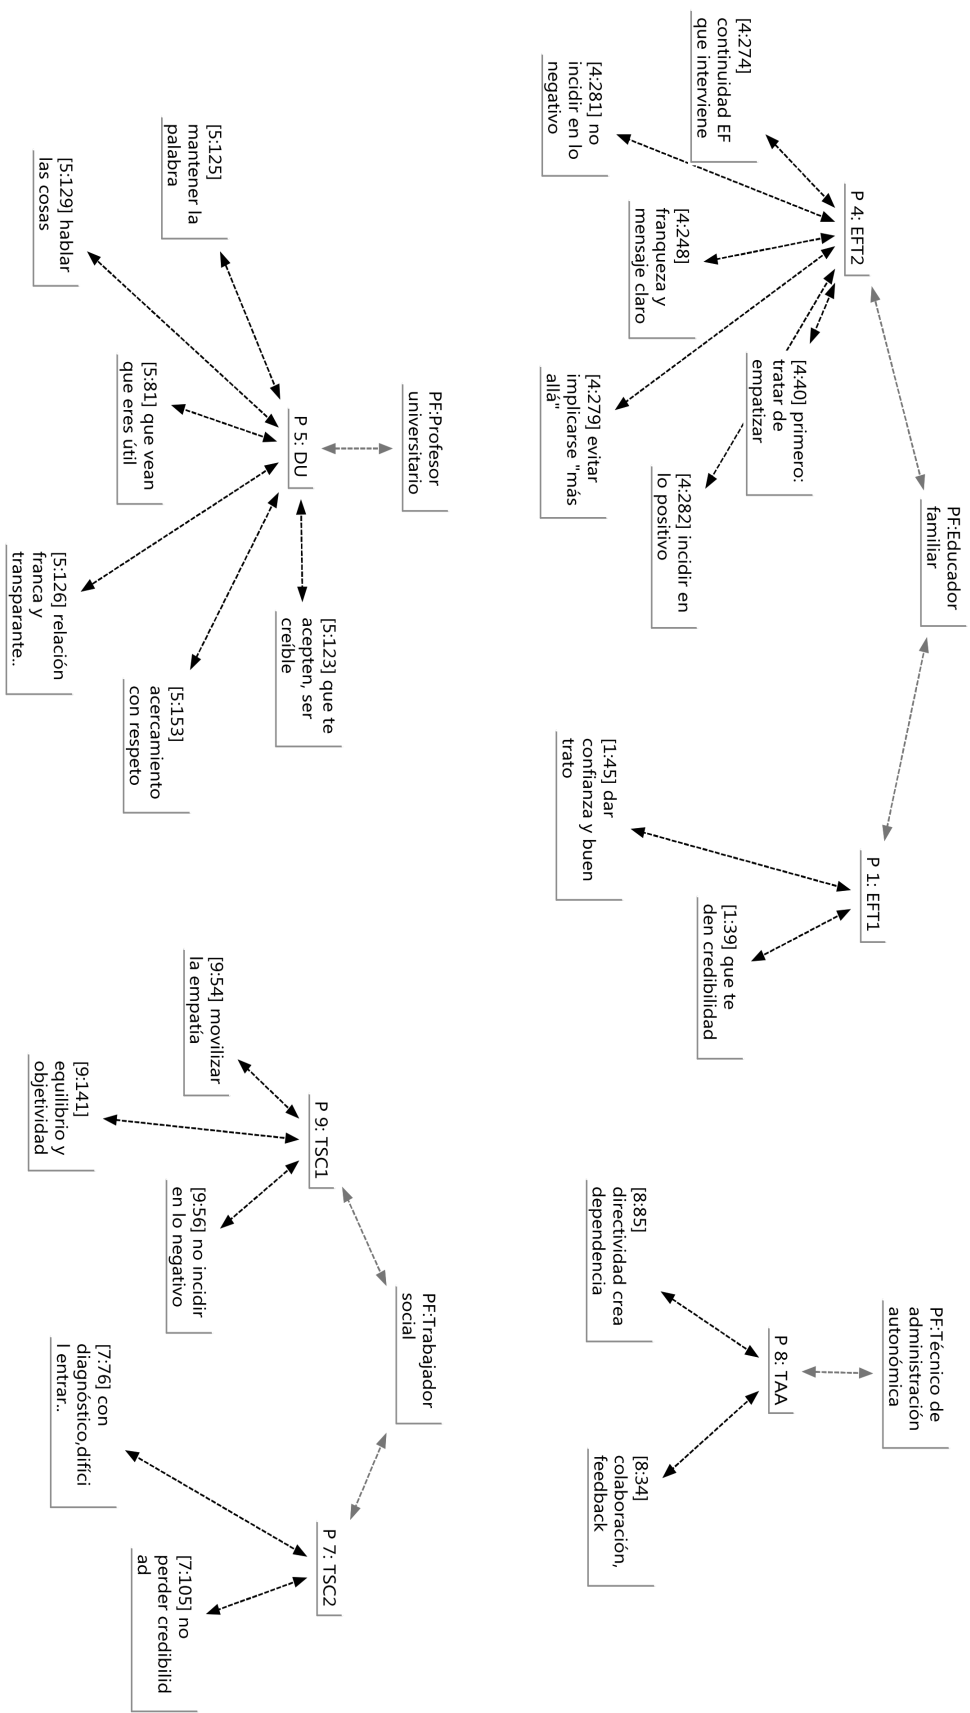 PF:Educador
familiar
P 4: EFT2
[4:274]
continuidad EF
que interviene
[4:281] no
incidir en lo
negativo
[4:248]
franqueza y
mensaje claro
[4:279] evitar
implicarse "más
allá"
[4:40] primero:
tratar de
empatizar
[4:282] incidir en
lo positivo
P 1: EFT1
[1:45] dar
confianza y buen
trato
[1:39] que te
den credibilidad
PF:Técnico de
administración
autonómica
P 8: TAA
[8:85]
directividad crea
dependencia
[8:34]
colaboración,
feedback
PF:Profesor
universitario
P 5: DU
[5:125]
mantener la
palabra
[5:129] hablar
las cosas
[5:81] que vean
que eres útil
[5:126] relación
franca y
transparante..
[5:153]
acercamiento
con respeto
[5:123] que te
acepten, ser
creíble
PF:Trabajador
social
P 9: TSC1
[9:54] movilizar
la empatía
[9:141]
equilibrio y
objetividad
[9:56] no incidir
en lo negativo
P 7: TSC2
[7:76] con
diagnóstico,difíci
l entrar..
[7:105] no
perder credibilid
ad